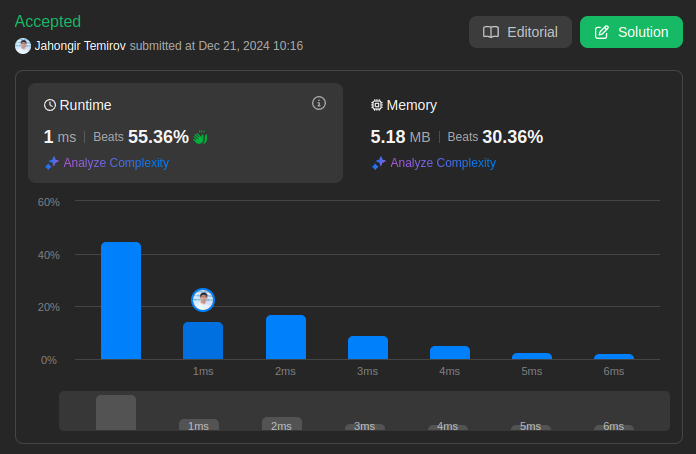 Accepted
Jahongir Temirov submitted at Dec 21, 2024 10:16
Editorial
Solution
Runtime
1 ms Beats 55.36%
Analyze Complexity
Memory
5.18 MB Beats 30.36%
Analyze Complexity
60%
40%
20%
0%
1ms 2ms 3ms 4ms 5ms 6ms
1ms 2ms 3ms 4ms 5ms 6ms